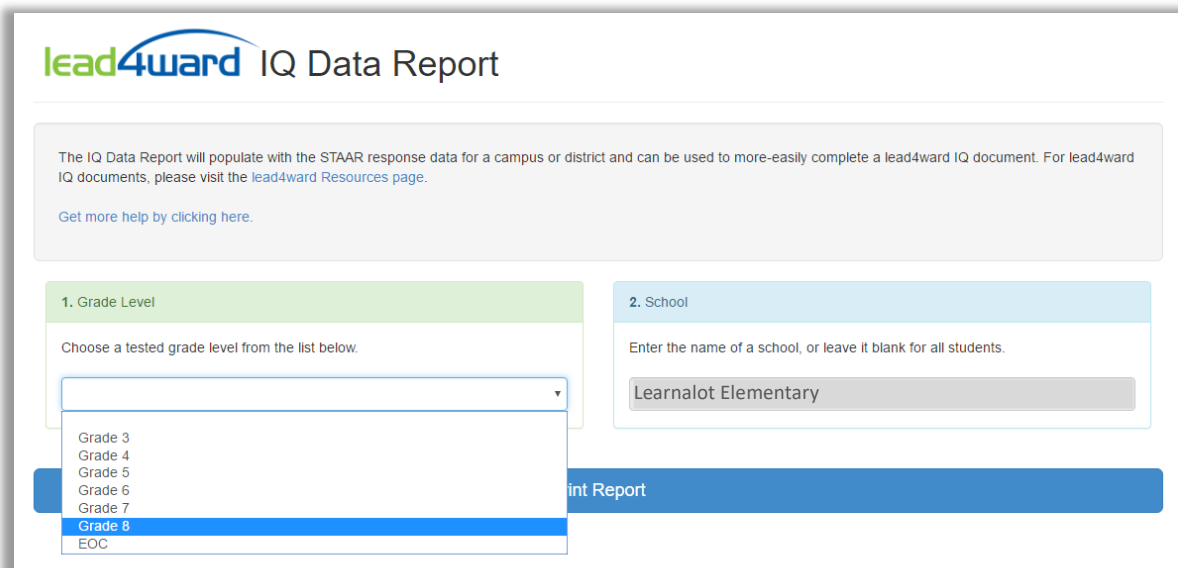 lead4ward IQ Data Report
The IQ Data Report will populate with the STAAR response data for a campus or district and can be used to more-easily complete a lead4ward IQ document. For lead4ward
IQ documents, please visit the lead4ward Resources page.
Get more help by clicking here.
1. Grade Level
Choose a tested grade level from the list below.
Grade 3
Grade 4
Grade 5
Grade 6
Grade 7
Grade 8
EOC
2. School
Enter the name of a school, or leave it blank for all students.
Learnalot Elementary
int Report